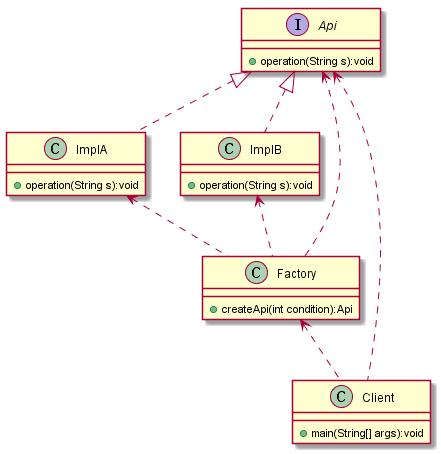 I Api
operation(String s):void
C ImplA
operation(String s):void
C ImplB
operation(String s):void
C Factory
createApi(int condition):Api
C Client
main(String[] args):void